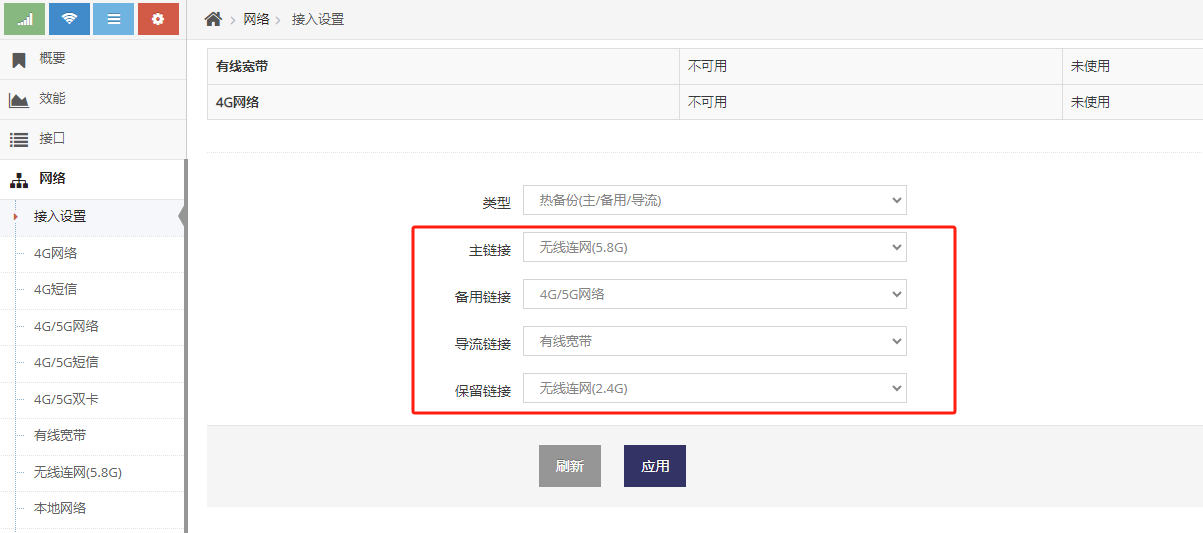 网络 接入设置
概要
效能
接口
网络
接入设置
4G网络
4G短信
4G/5G网络
4G/5G短信
4G/5G双卡
有线宽带
无线连网(5.8G)
本地网络
有线宽带 不可用 未使用
4G网络 不可用 未使用
类型 热备份(主/备用/导流)
主链接 无线连网(5.8G)
备用链接 4G/5G网络
导流链接 有线宽带
保留链接 无线连网(2.4G)
刷新 应用